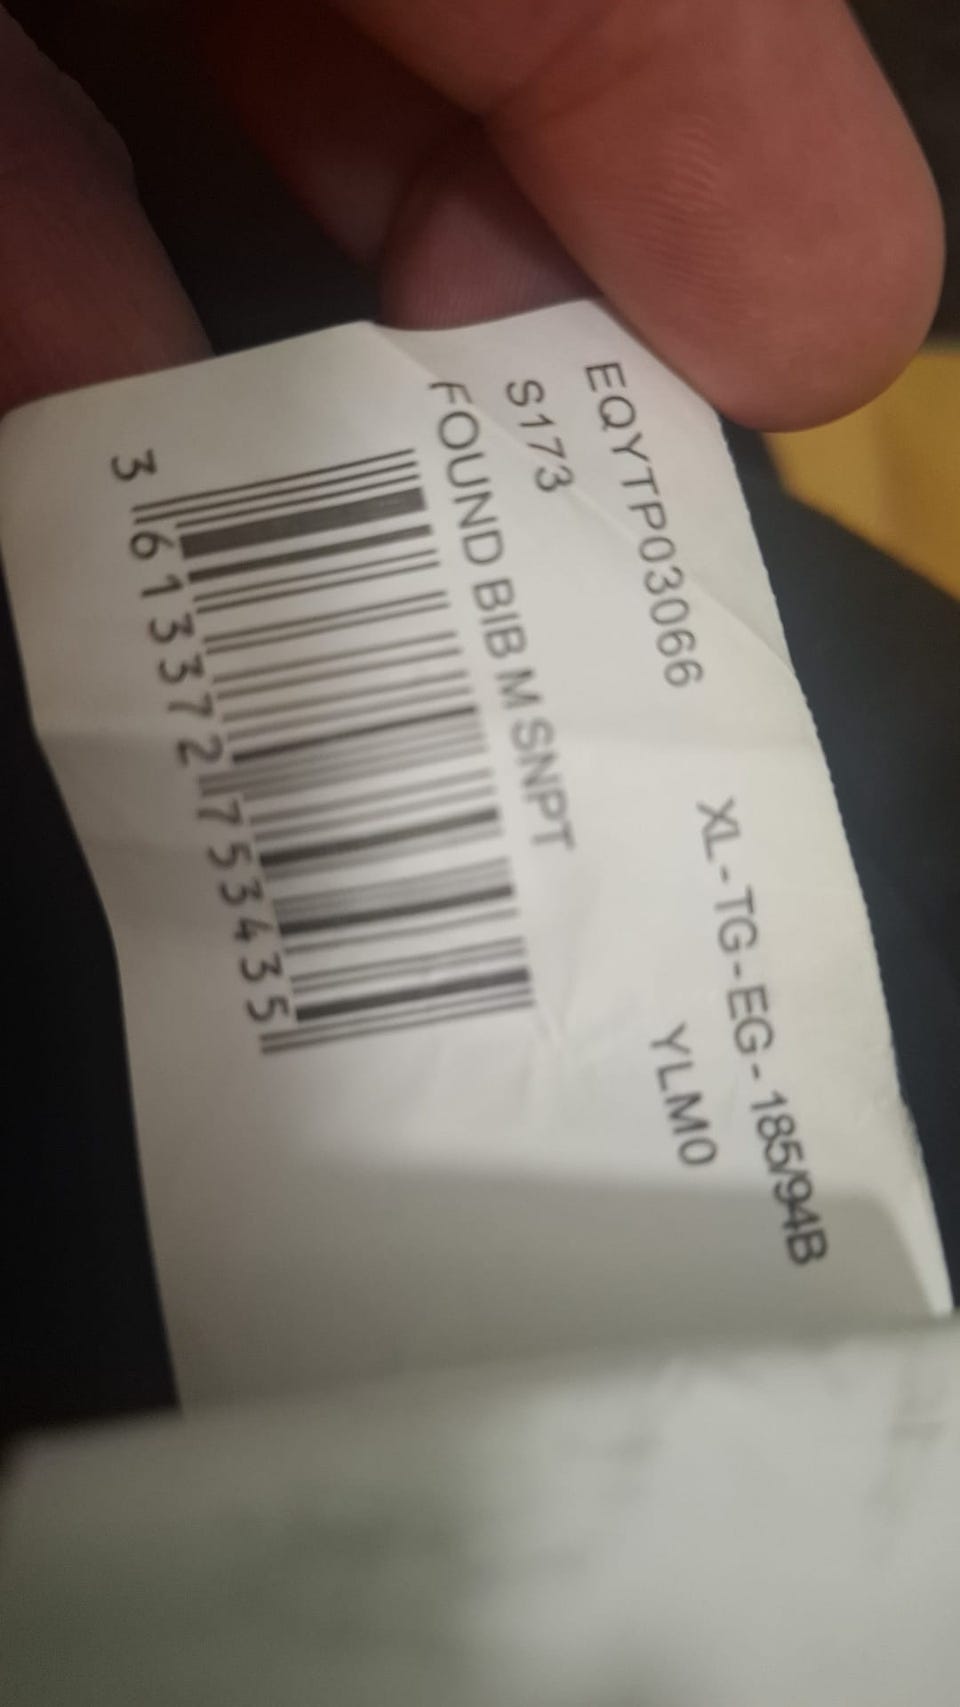 EQYTP03066 XL-TG-EG-185/94B
S173 YLM0
FOUND BIB M SNPT
3 613372 753435